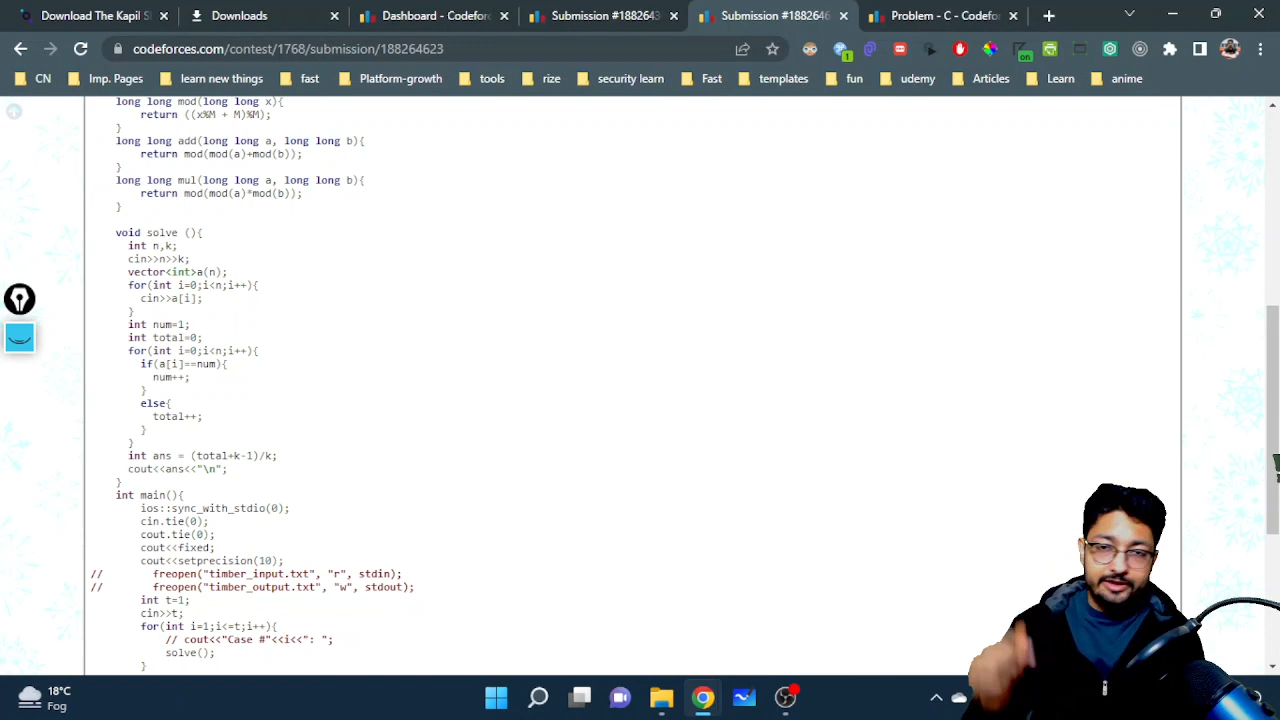 Download The Kapil S
Downloads
Dashboard - Codeforc
Submission #1882643
Submission #1882646
Problem - C - Codefor
codeforces.com/contest/1768/submission/188264623
1
on
CN
Imp. Pages
learn new things
fast
Platform-growth
tools
rise
security learn
Fast
templates
fun
udemy
Articles
Learn
anime
long long mod(long long x){
return ((x%M + M)%M);
}
long long add(long long a, long long b){
return mod(mod(a)+mod(b));
}
long long mul(long long a, long long b){
return mod(mod(a)*mod(b));
}
void solve (){
int n,k;
cin>>n>>k;
vector<int>a(n);
for(int i=0;i<n;i++){
cin>>a[i];
}
int num=1;
int total=0;
for(int i=0;i<n;i++){
if(a[i]==num){
num++;
}
else{
total++;
}
}
int ans = (total+k-1)/k;
cout<<ans<<"\n";
}
int main(){
ios::sync_with_stdio(0);
cin.tie(0);
cout.tie(0);
cout<<fixed;
cout<<setprecision(10);
// freopen("timber_input.txt", "r", stdin);
// freopen("timber_output.txt", "w", stdout);
int t=1;
cin>>t;
for(int i=1;i<=t;i++){
// cout<<"Case #"<<i<<": ";
solve();
}
18°C
Fog